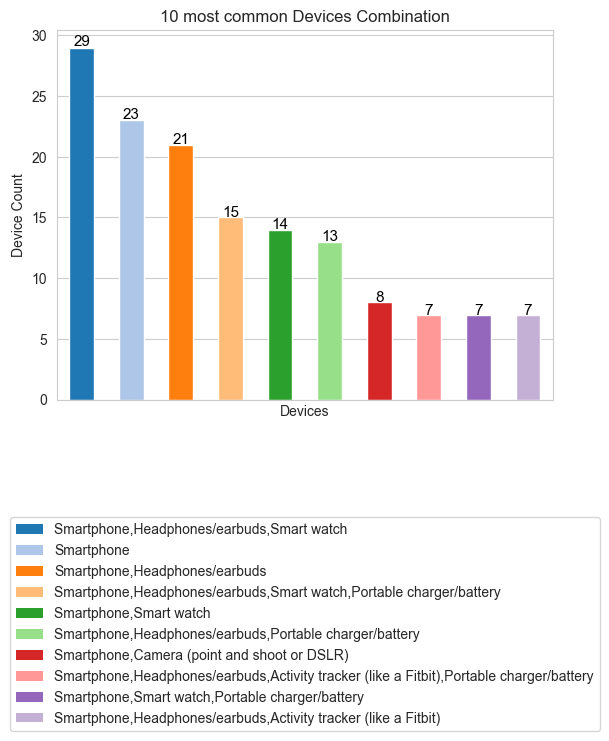 10 most common Devices Combination
30
25
20
15
10
5
0
Device Count
29
23
21
15
14
13
8
7
7
7
Devices
Smartphone,Headphones/earbuds,Smart watch
Smartphone
Smartphone,Headphones/earbuds
Smartphone,Headphones/earbuds,Smart watch,Portable charger/battery
Smartphone,Smart watch
Smartphone,Headphones/earbuds,Portable charger/battery
Smartphone,Camera (point and shoot or DSLR)
Smartphone,Headphones/earbuds,Activity tracker (like a Fitbit),Portable charger/battery
Smartphone,Smart watch,Portable charger/battery
Smartphone,Headphones/earbuds,Activity tracker (like a Fitbit)